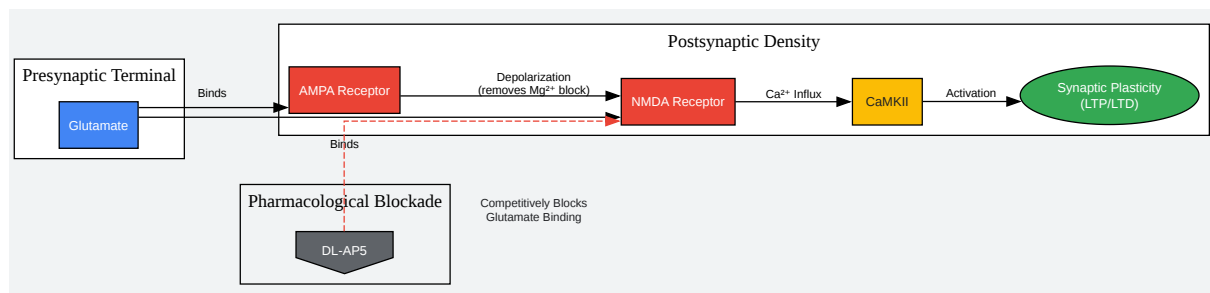 Postsynaptic Density
Presynaptic Terminal
Glutamate
Binds
AMPA Receptor
Depolarization
(removes Mg²⁺ block)
NMDA Receptor
Ca²⁺ Influx
CaMKII
Activation
Synaptic Plasticity
(LTP/LTD)
Binds
Pharmacological Blockade
DL-AP5
Competitively Blocks
Glutamate Binding